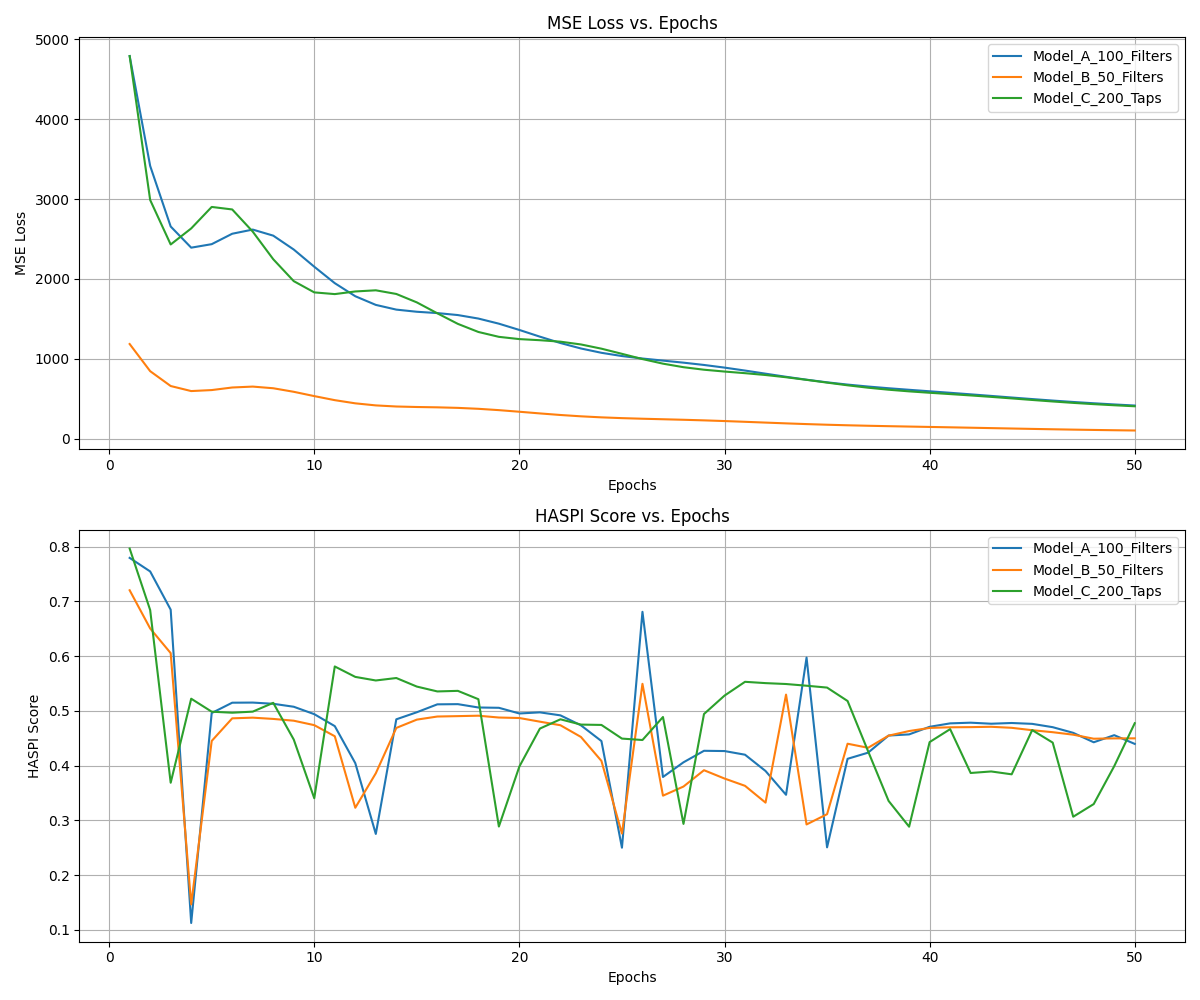 MSE Loss vs. Epochs
5000
4000
3000
2000
1000
0
MSE Loss
Model_A_100_Filters
Model_B_50_Filters
Model_C_200_Taps
0 10 20 30 40 50
Epochs
HASPI Score vs. Epochs
0.8
0.7
0.6
0.5
0.4
0.3
0.2
0.1
HASPI Score
Model_A_100_Filters
Model_B_50_Filters
Model_C_200_Taps
0 10 20 30 40 50
Epochs